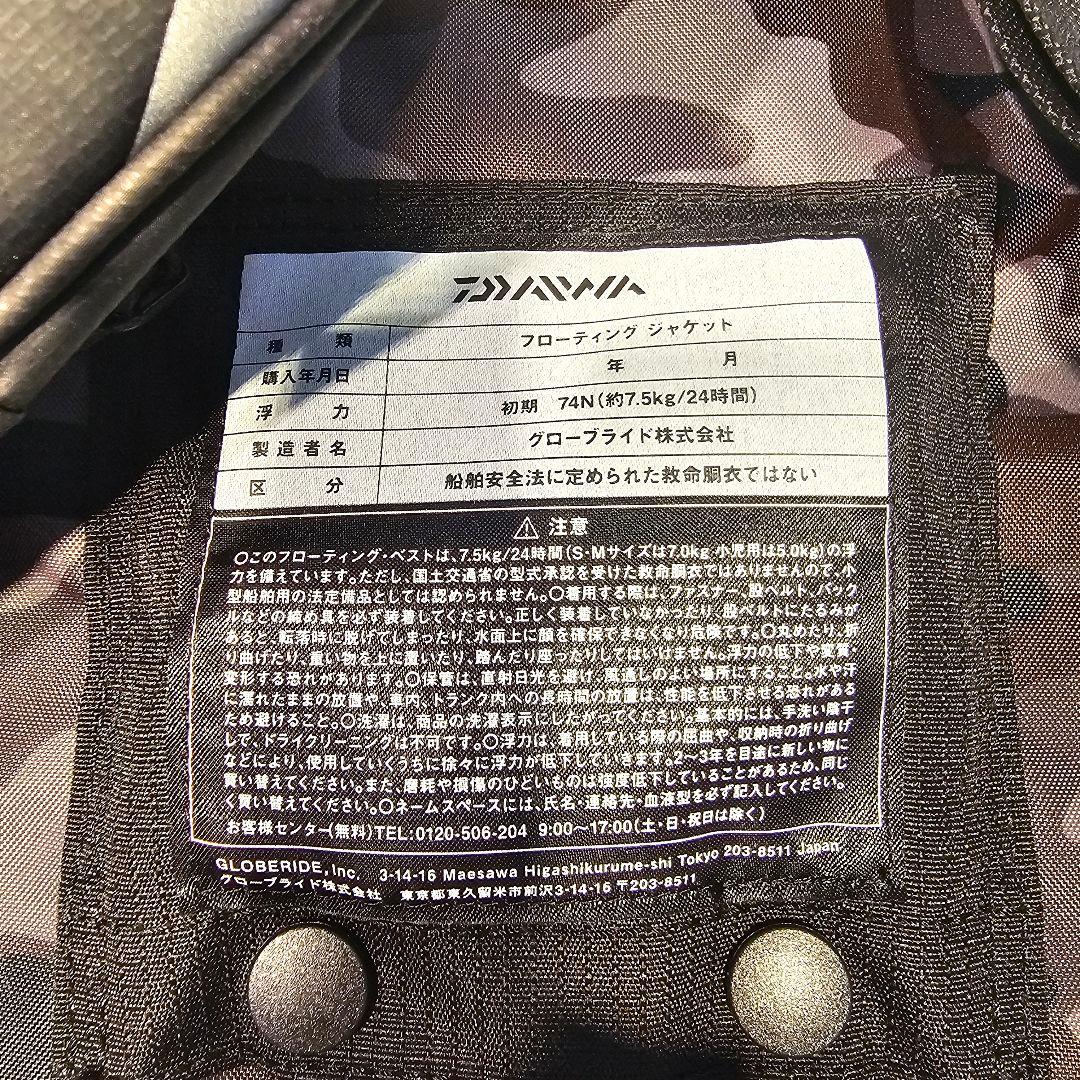 DAIWA
種類 フローティング ジャケット
購入年月日 年 月
浮力 初期 74N(約7.5kg/24時間)
製造者名 グローブライド株式会社
区分 船舶安全法に定められた救命胴衣ではない
⚠ 注意
〇このフローティング・ベストは、7.5kg/24時間(S・Mサイズは7.0kg 小児用は5.0kg)の浮
力を備えています。ただし、国土交通省の型式承認を受けた救命胴衣ではありませんので、小
型船舶用の法定備品としては認められません。〇着用する際は、ファスナー、股ベルト、バック
ルなどの締め具を必ず装着してください。正しく装着していなかったり、股ベルトにたるみが
あると、転落時に脱げてしまったり、水面上に顔を確保できなくなり危険です。〇丸めたり、折
り曲げたり、重い物を上に置いたり、踏んだり座ったりしてはいけません。浮力の低下や変質・
変形する恐れがあります。〇保管は、直射日光を避け、風通しのよい場所にすること。水や汗
に濡れたままの放置や、車内、トランク内への長時間の放置は、性能を低下させる恐れがある
ため避けること。〇洗濯は、商品の洗濯表示にしたがってください。基本的には、手洗い陰干
しで、ドライクリーニングは不可です。〇浮力は、着用している際の屈曲や、収納時の折り曲げ
などにより、使用していくうちに徐々に浮力が低下していきます。2〜3年を目途に新しい物に
買い替えてください。また、磨耗や損傷のひどいものは強度低下していることがあるため、同じ
く買い替えてください。〇ネームスペースには、氏名・連絡先・血液型を必ず記入してください。
お客様センター(無料)TEL:0120-506-204 9:00〜17:00(土・日・祝日は除く)
GLOBERIDE, Inc. 3-14-16 Maesawa Higashikurume-shi Tokyo 203-8511 Japan
グローブライド株式会社 東京都東久留米市前沢3-14-16 〒203-8511